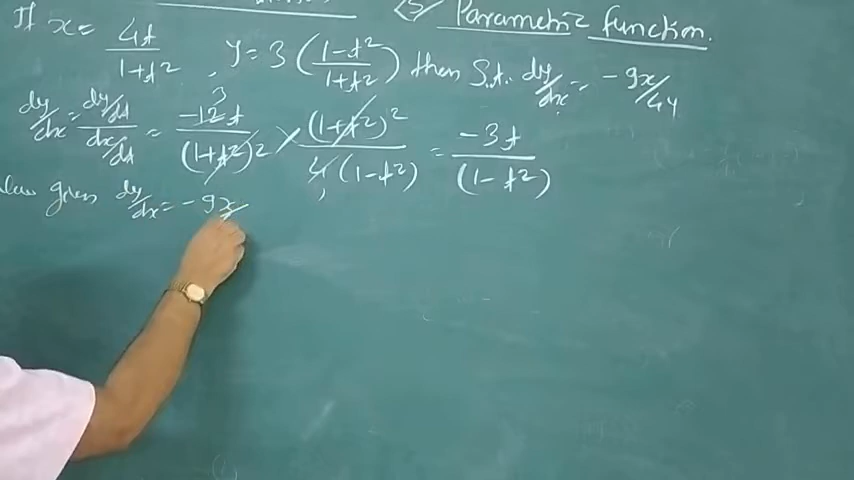 (5) Parametric function.
If x = 4t/(1+t²), y = 3((1-t²)/(1+t²)) then S.t. dy/dx = -9x/4y
dy/dx = (dy/dt)/(dx/dt) = -12t/(1+t²)² × (1+t²)²/4(1-t²) = -3t/(1-t²)
given dy/dx = -9x/